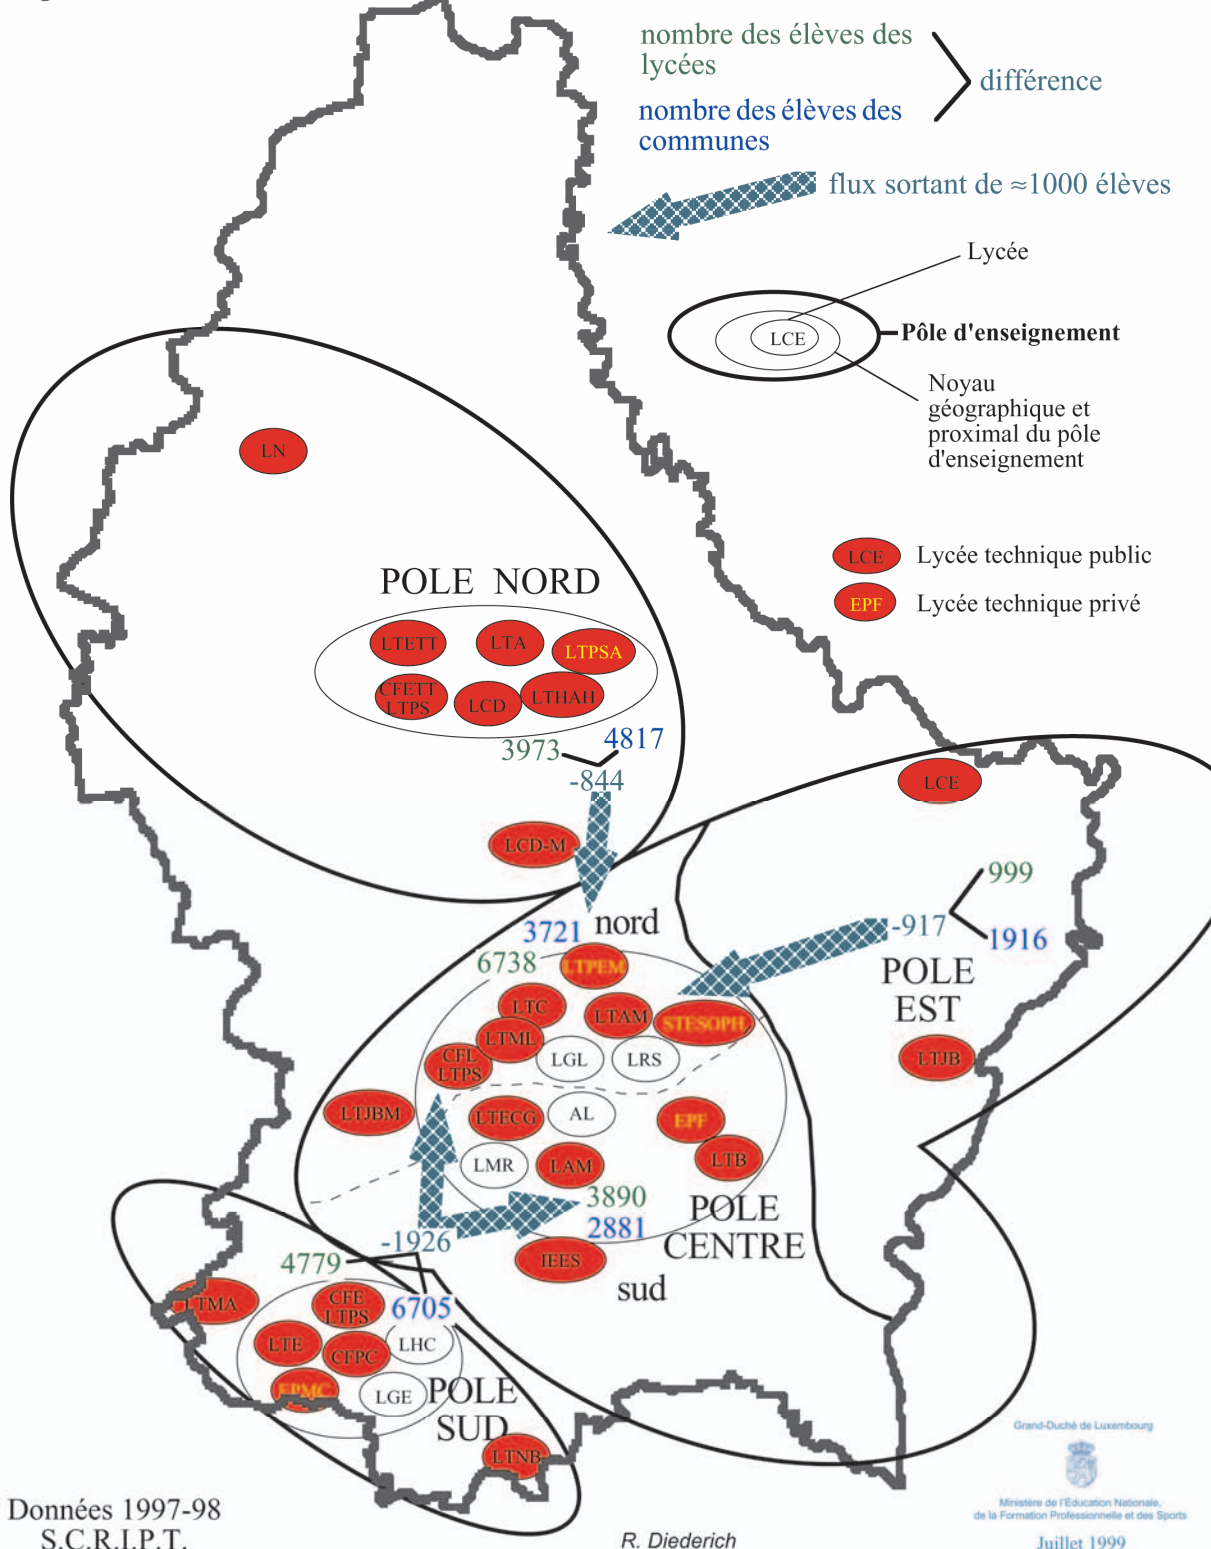 nombre des élèves des
lycées
différence
nombre des élèves des
communes
flux sortant de ≈1000 élèves
Lycée
LCE
Pôle d'enseignement
Noyau
géographique et
proximal du pôle
d'enseignement
LN
LCE
Lycée technique public
EPF
Lycée technique privé
POLE NORD
LTETT
LTA
LTPSA
CFETT
LTPS
LCD
LTHAH
3973
4817
-844
LCD-M
LCE
999
-917
1916
POLE
EST
LTJB
nord
3721
6738
LTPEM
LTC
LTAM
STESOPH
LTML
CFL
LTPS
LGL
LRS
LTJBM
LTECG
AL
EPF
LMR
LAM
LTB
3890
2881
POLE
CENTRE
IEES
sud
-1926
4779
6705
LTMA
CFE
LTPS
LTE
CFPC
LHC
EPMC
LGE
POLE
SUD
LTNB
Grand-Duché de Luxembourg
Ministère de l'Education Nationale,
de la Formation Professionnelle et des Sports
Juillet 1999
Données 1997-98
S.C.R.I.P.T.
R. Diederich